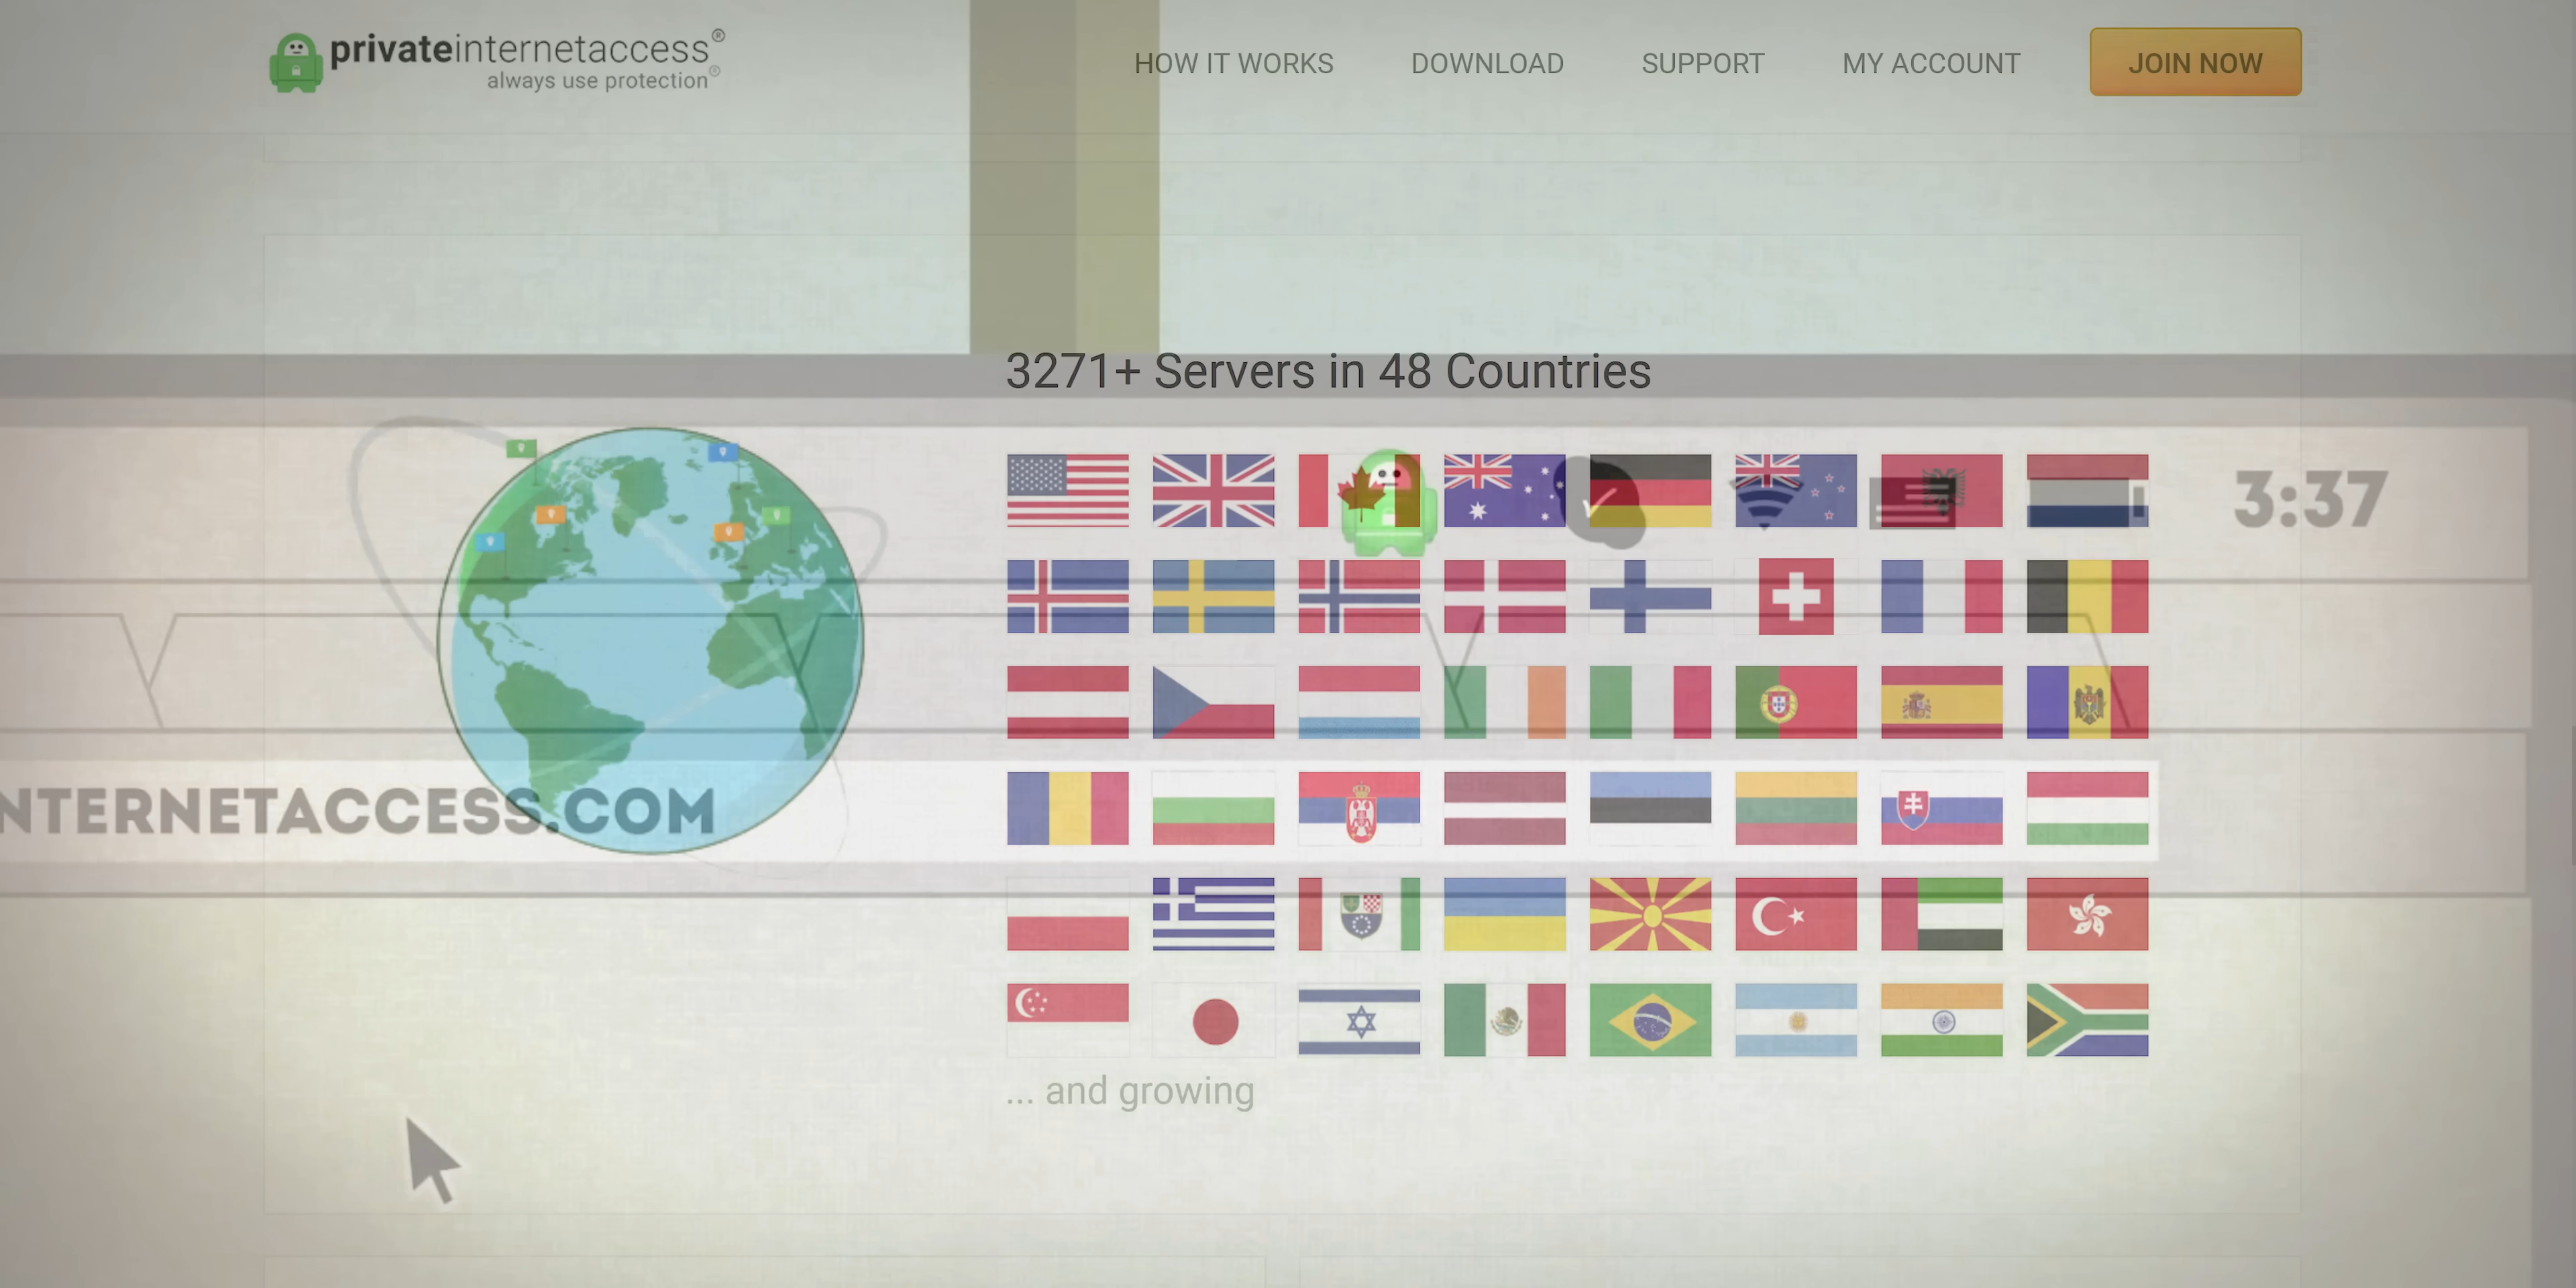 privateinternetaccess®
always use protection®
HOW IT WORKS
DOWNLOAD
SUPPORT
MY ACCOUNT
JOIN NOW
3271+ Servers in 48 Countries
3:37
NTERNETACCESS.COM
... and growing